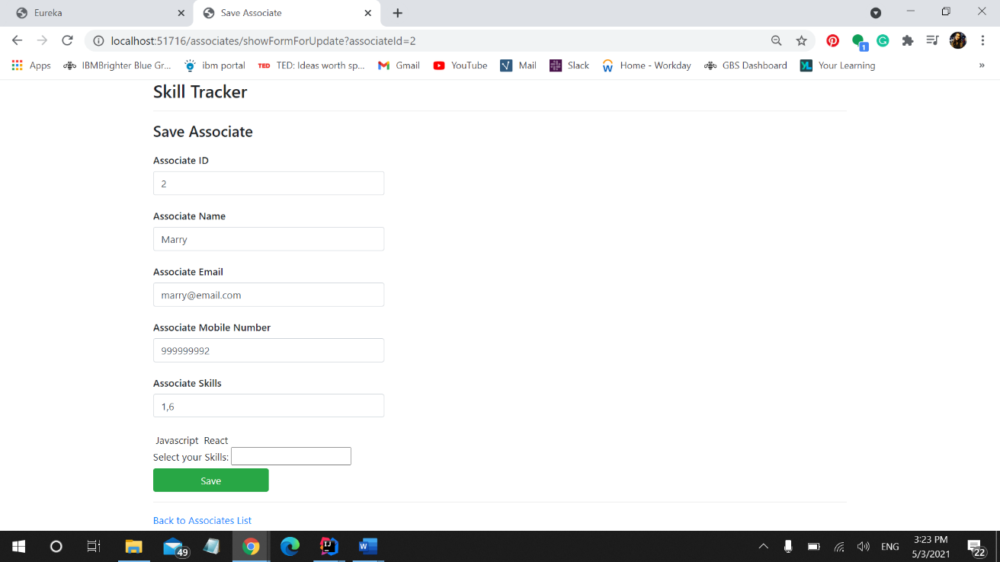 Eureka
Save Associate
localhost:51716/associates/showFormForUpdate?associateId=2
1
Apps
IBMBrighter Blue Gr...
ibm portal
TED TED: Ideas worth sp...
Gmail
YouTube
Mail
Slack
Home - Workday
GBS Dashboard
YL Your Learning
»
Skill Tracker
Save Associate
Associate ID
2
Associate Name
Marry
Associate Email
marry@email.com
Associate Mobile Number
999999992
Associate Skills
1,6
Javascript React
Select your Skills:
Save
Back to Associates List
49
ENG
3:23 PM
5/3/2021
22